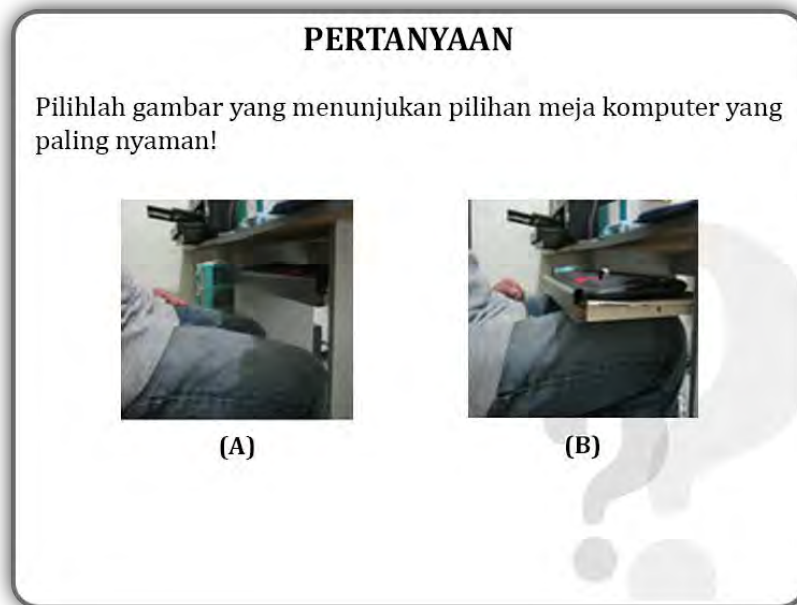 PERTANYAAN
Pilihlah gambar yang menunjukan pilihan meja komputer yang
paling nyaman!
(A)
(B)